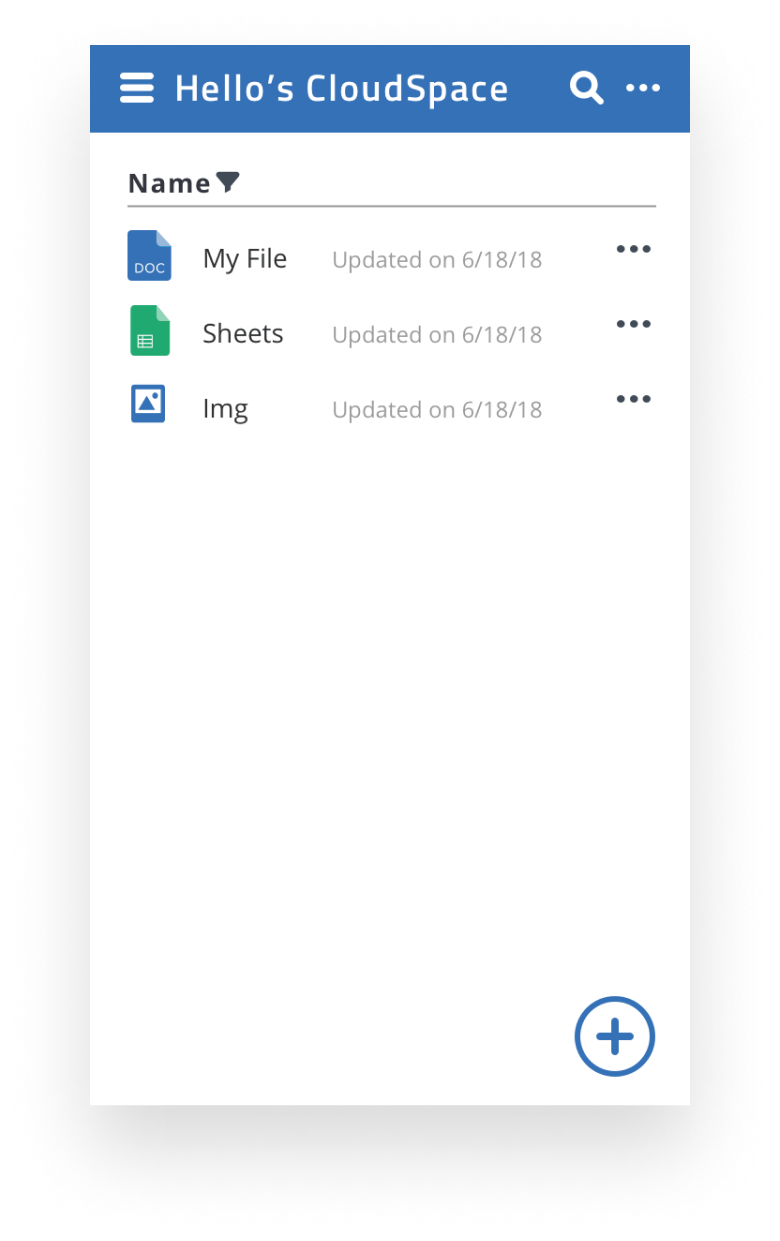 Hello’s CloudSpace
Name
DOC My File Updated on 6/18/18
Sheets Updated on 6/18/18
Img Updated on 6/18/18